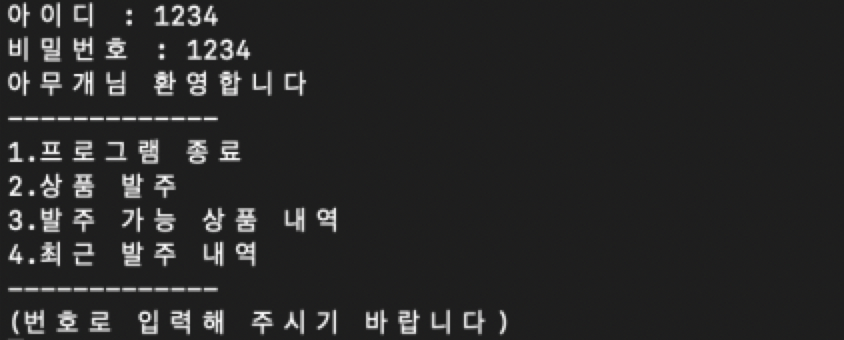 아이디 : 1234
비밀번호 : 1234
아무개님 환영합니다
-------------
1.프로그램 종료
2.상품 발주
3.발주 가능 상품 내역
4.최근 발주 내역
-------------
(번호로 입력해 주시기 바랍니다)